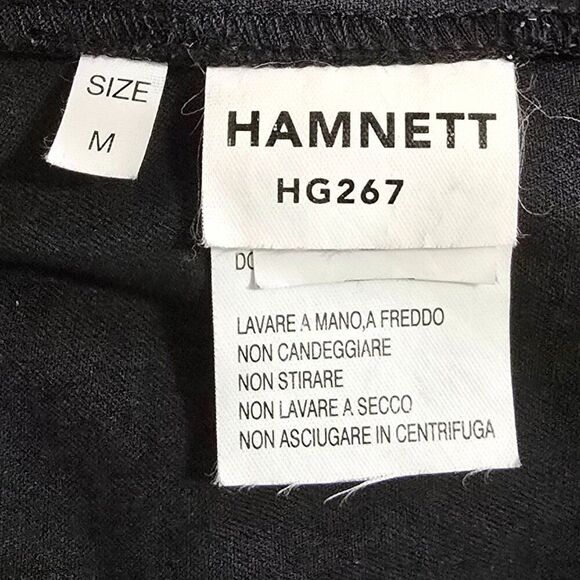 SIZE
M
HAMNETT
HG267
LAVARE A MANO,A FREDDO
NON CANDEGGIARE
NON STIRARE
NON LAVARE A SECCO
NON ASCIUGARE IN CENTRIFUGA